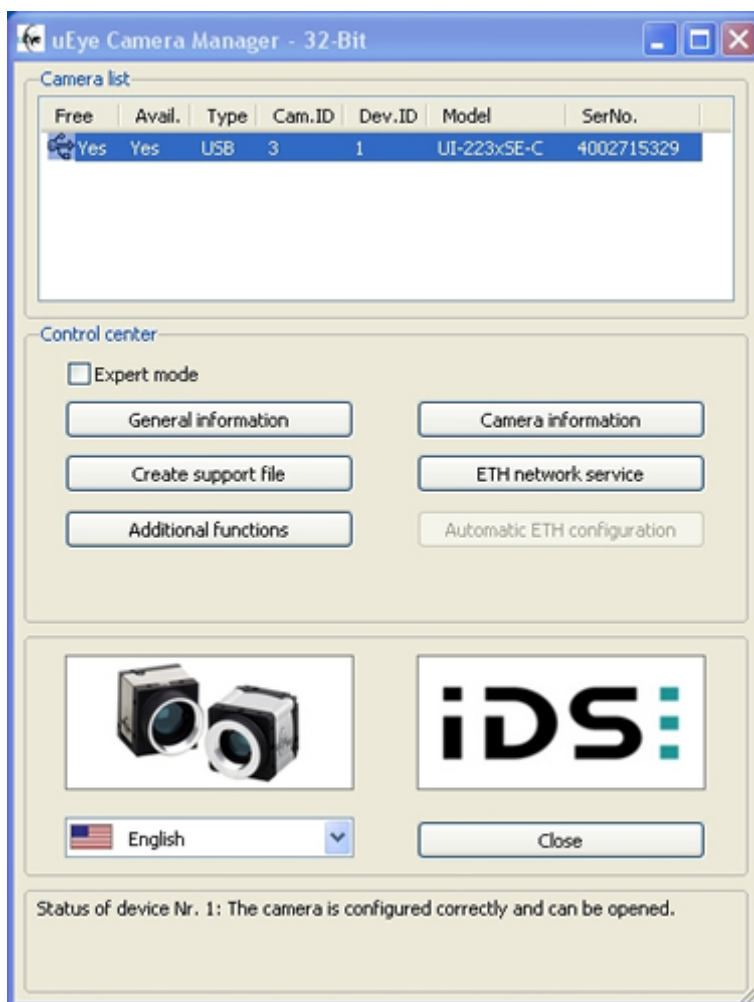 uEye Camera Manager - 32-Bit
Camera list
Free Avail. Type Cam.ID Dev.ID Model SerNo.
Yes Yes USB 3 1 UI-223xSE-C 4002715329
Control center
Expert mode
General information Camera information
Create support file ETH network service
Additional functions Automatic ETH configuration
iDS
English Close
Status of device Nr. 1: The camera is configured correctly and can be opened.